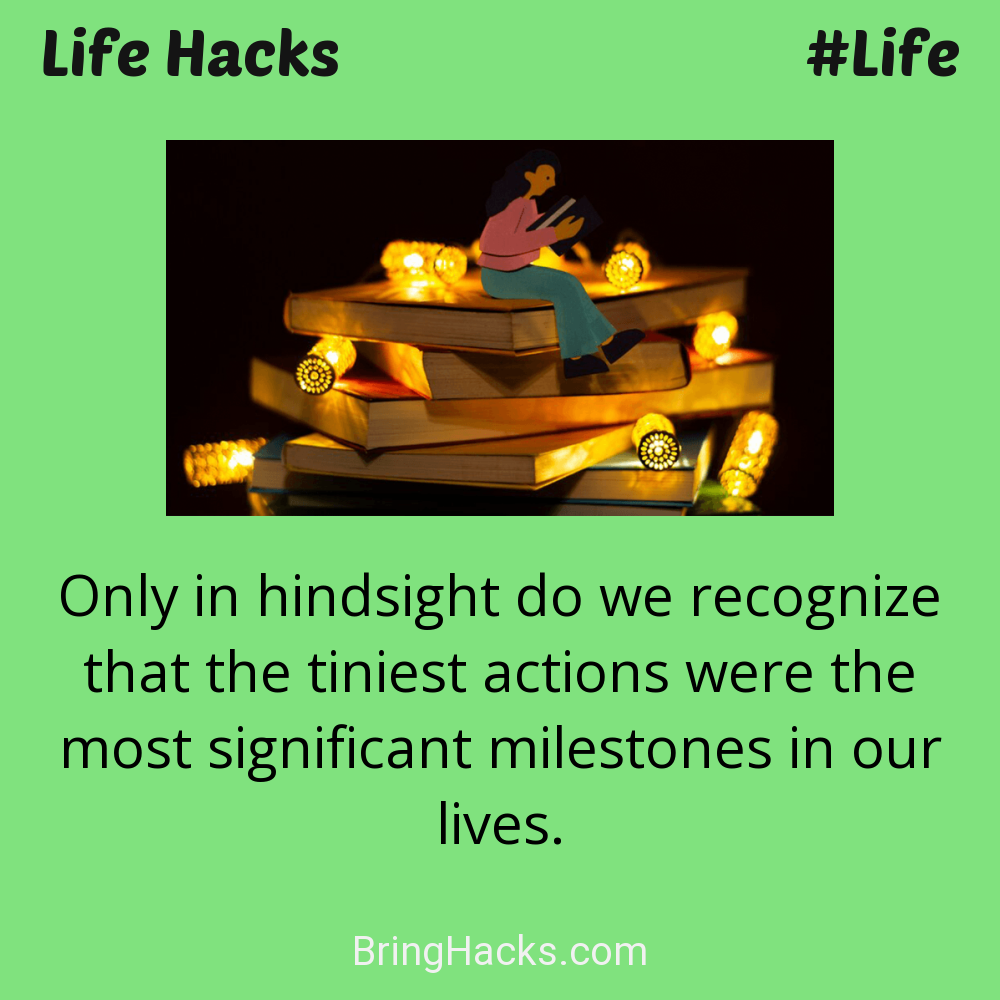 Life Hacks #Life
Only in hindsight do we recognize
that the tiniest actions were the
most significant milestones in our
lives.
BringHacks.com